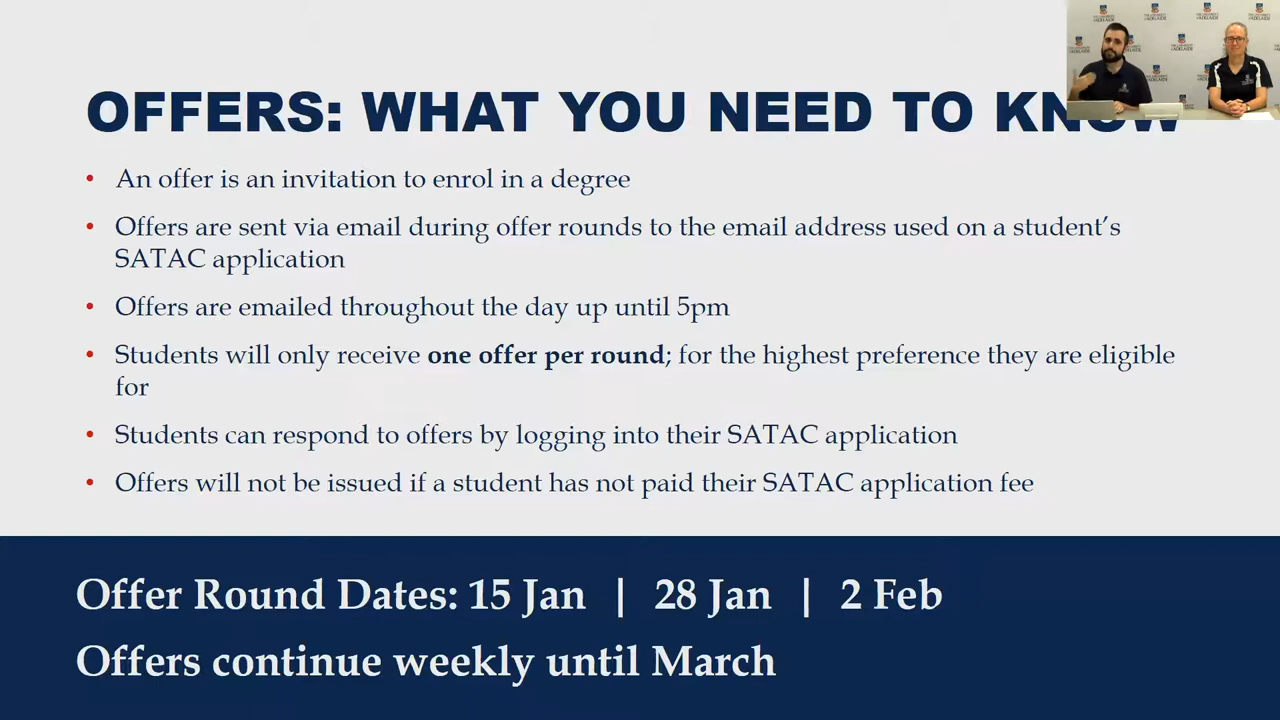 OFFERS: WHAT YOU NEED TO KNOW
• An offer is an invitation to enrol in a degree
• Offers are sent via email during offer rounds to the email address used on a student's
SATAC application
• Offers are emailed throughout the day up until 5pm
• Students will only receive one offer per round; for the highest preference they are eligible
for
• Students can respond to offers by logging into their SATAC application
• Offers will not be issued if a student has not paid their SATAC application fee
Offer Round Dates: 15 Jan | 28 Jan | 2 Feb
Offers continue weekly until March